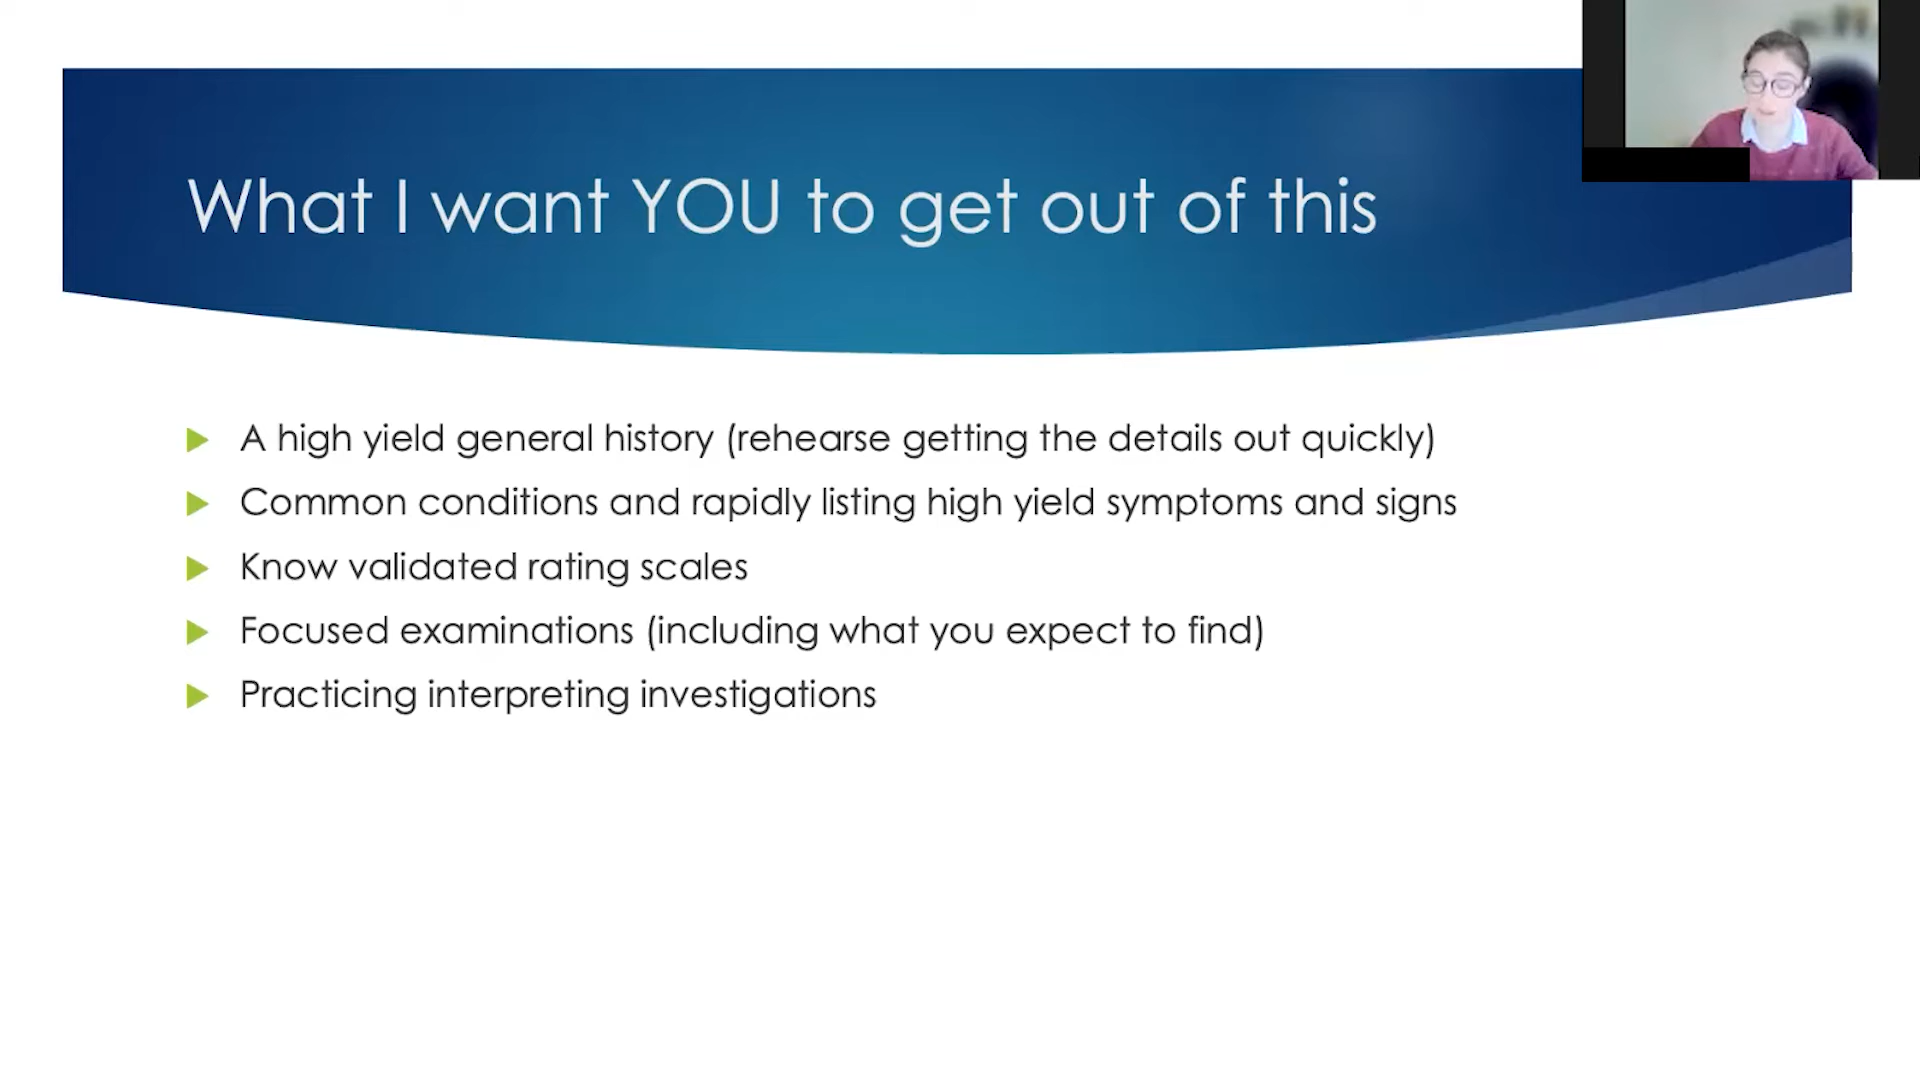 What I want YOU to get out of this
A high yield general history (rehearse getting the details out quickly)
Common conditions and rapidly listing high yield symptoms and signs
Know validated rating scales
Focused examinations (including what you expect to find)
Practicing interpreting investigations